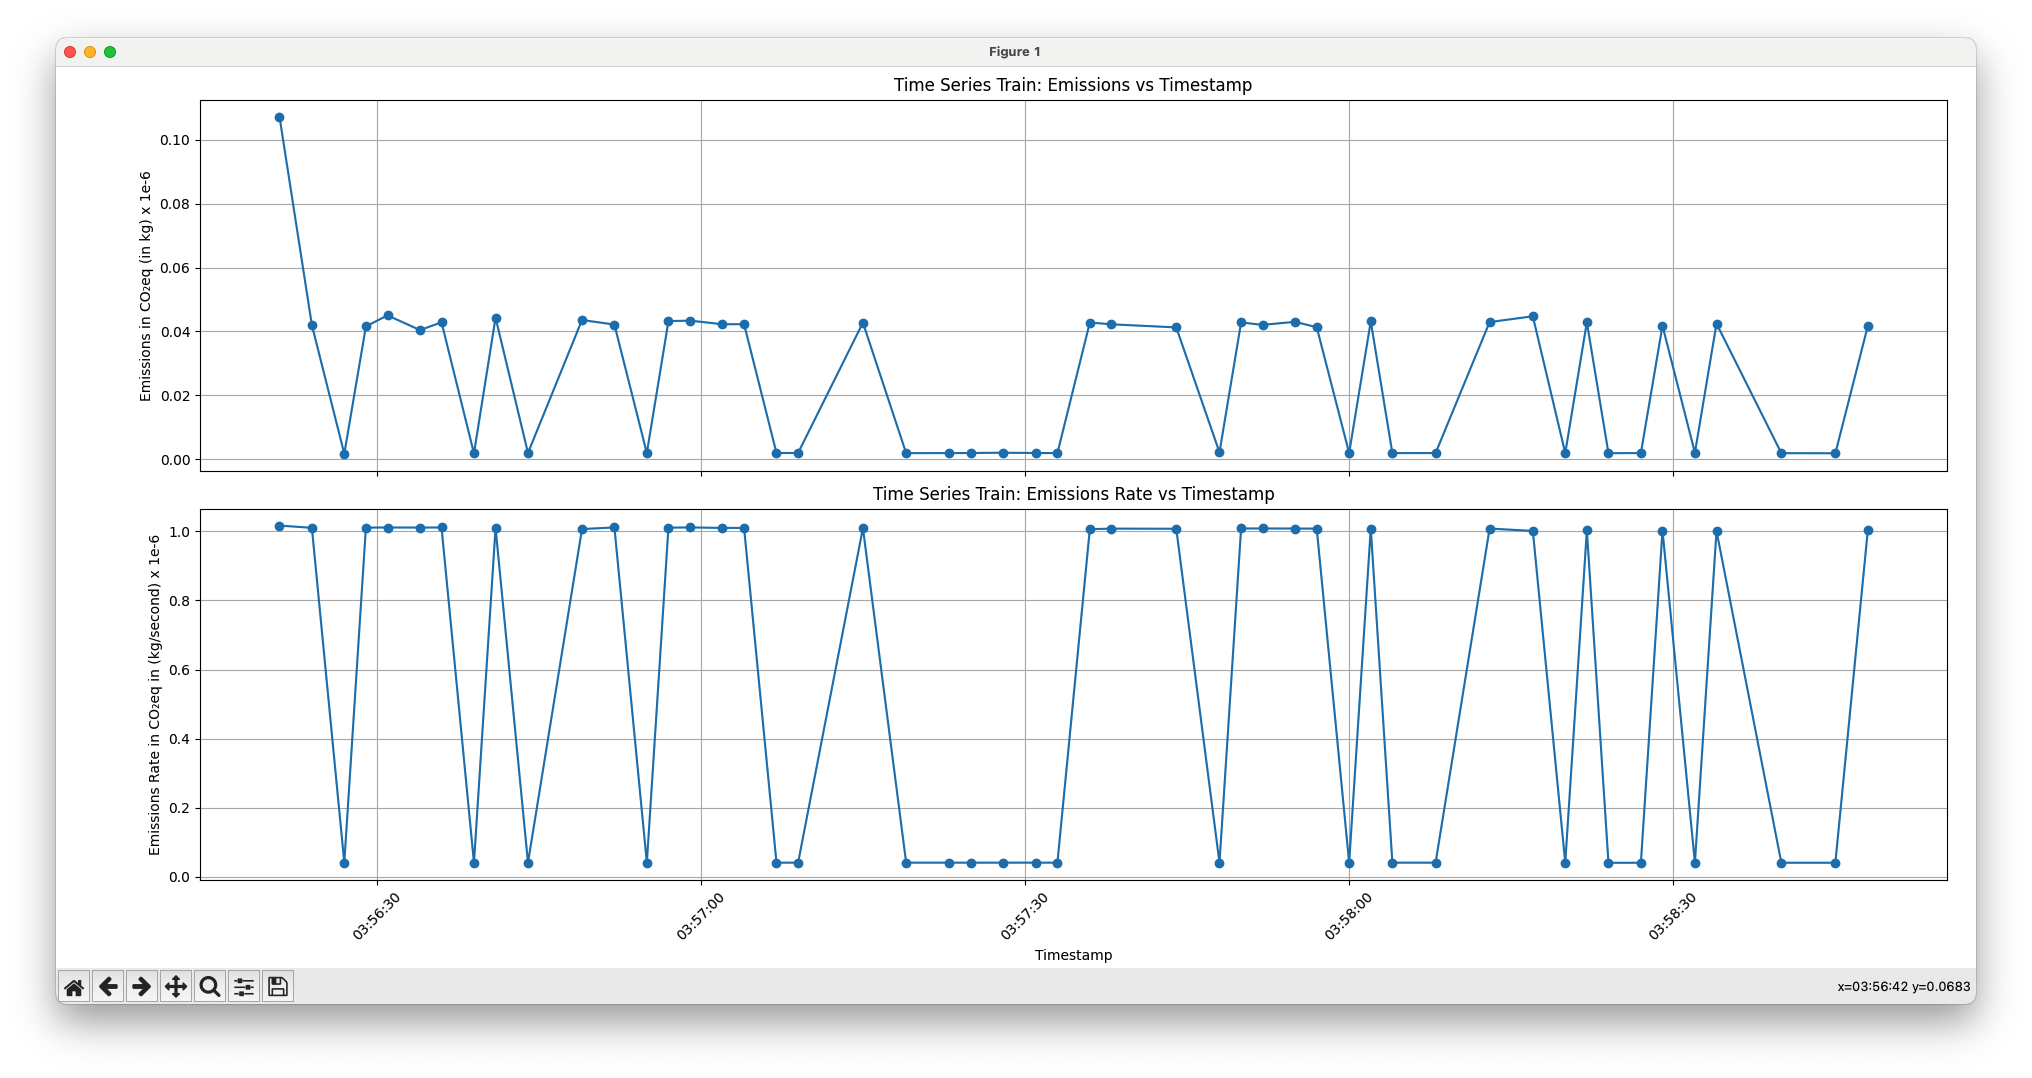 Figure 1
Time Series Train: Emissions vs Timestamp
Emissions in CO₂eq (in kg) x 1e-6
0.10
0.08
0.06
0.04
0.02
0.00
Time Series Train: Emissions Rate vs Timestamp
Emissions Rate in CO₂eq in (kg/second) x 1e-6
1.0
0.8
0.6
0.4
0.2
0.0
03:56:30
03:57:00
03:57:30
03:58:00
03:58:30
Timestamp
x=03:56:42 y=0.0683